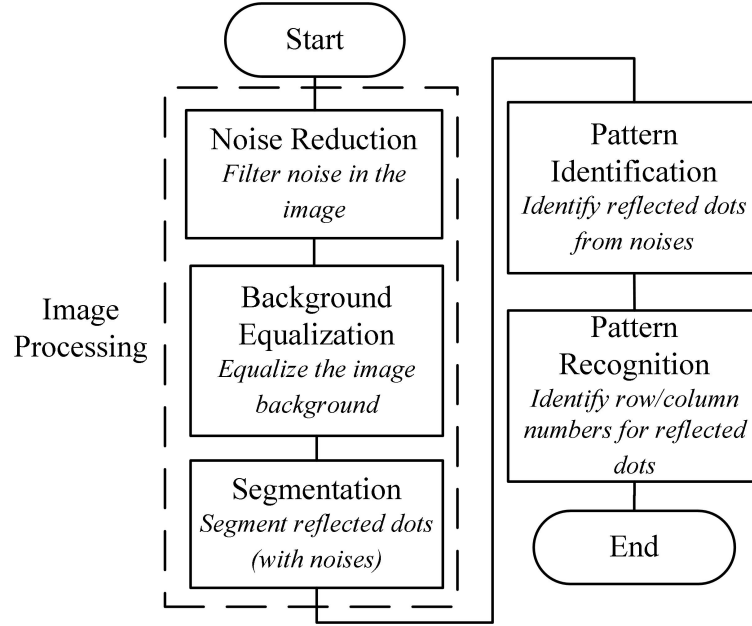 Start
Image
Processing
Noise Reduction
Filter noise in the
image
Background
Equalization
Equalize the image
background
Segmentation
Segment reflected dots
(with noises)
Pattern
Identification
Identify reflected dots
from noises
Pattern
Recognition
Identify row/column
numbers for reflected
dots
End